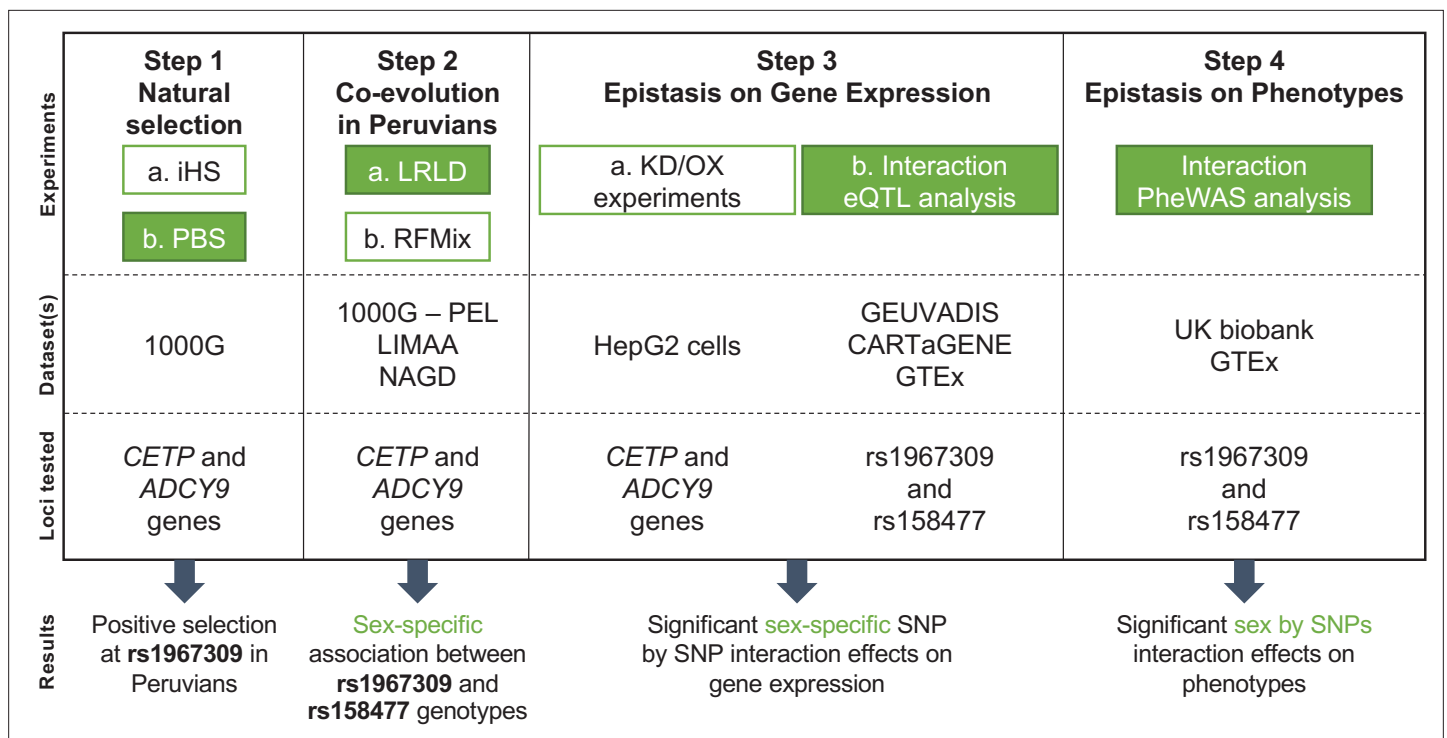 Experiments
Step 1
Natural
selection
a. iHS
b. PBS
Step 2
Co-evolution
in Peruvians
a. LRLD
b. RFMix
Step 3
Epistasis on Gene Expression
a. KD/OX
experiments
b. Interaction
eQTL analysis
Step 4
Epistasis on Phenotypes
Interaction
PheWAS analysis
Dataset(s)
1000G
1000G – PEL
LIMAA
NAGD
HepG2 cells
GEUVADIS
CARTaGENE
GTEx
UK biobank
GTEx
Loci tested
CETP and
ADCY9
genes
CETP and
ADCY9
genes
CETP and
ADCY9
genes
rs1967309
and
rs158477
rs1967309
and
rs158477
Results
Positive selection
at rs1967309 in
Peruvians
Sex-specific
association between
rs1967309 and
rs158477 genotypes
Significant sex-specific SNP
by SNP interaction effects on
gene expression
Significant sex by SNPs
interaction effects on
phenotypes